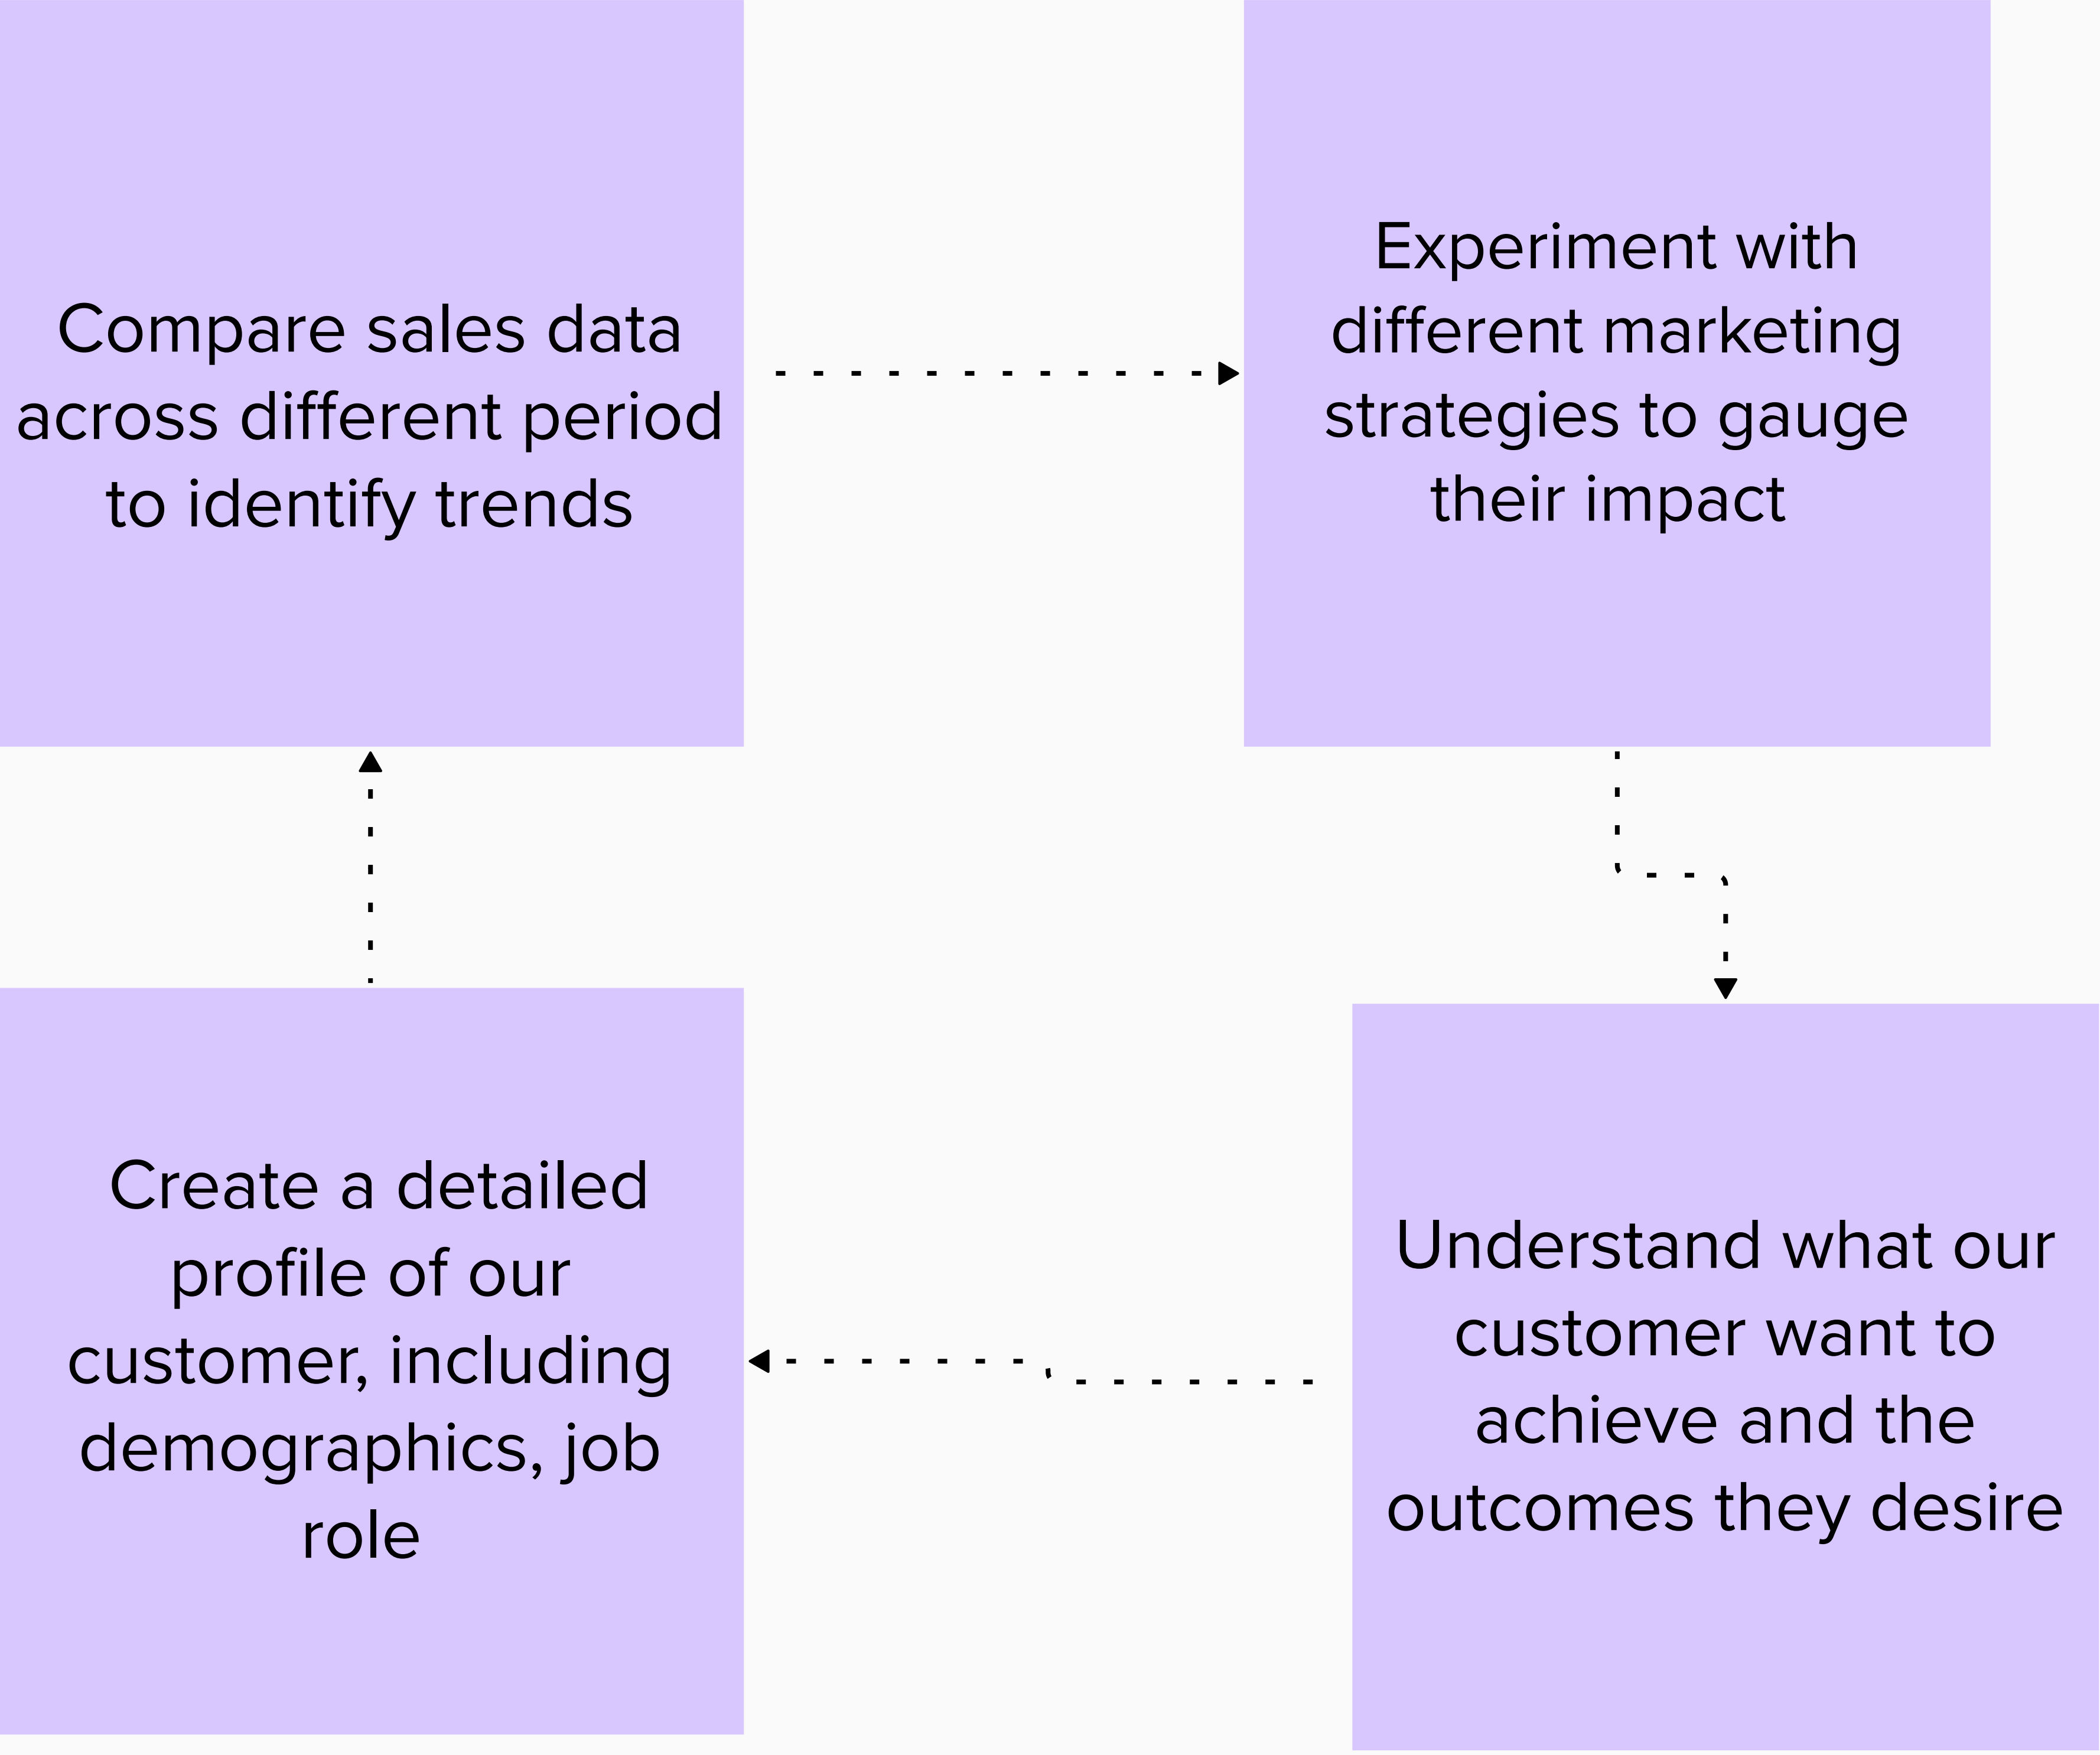 Compare sales data
across different period
to identify trends
Experiment with
different marketing
strategies to gauge
their impact
Create a detailed
profile of our
customer, including
demographics, job
role
Understand what our
customer want to
achieve and the
outcomes they desire